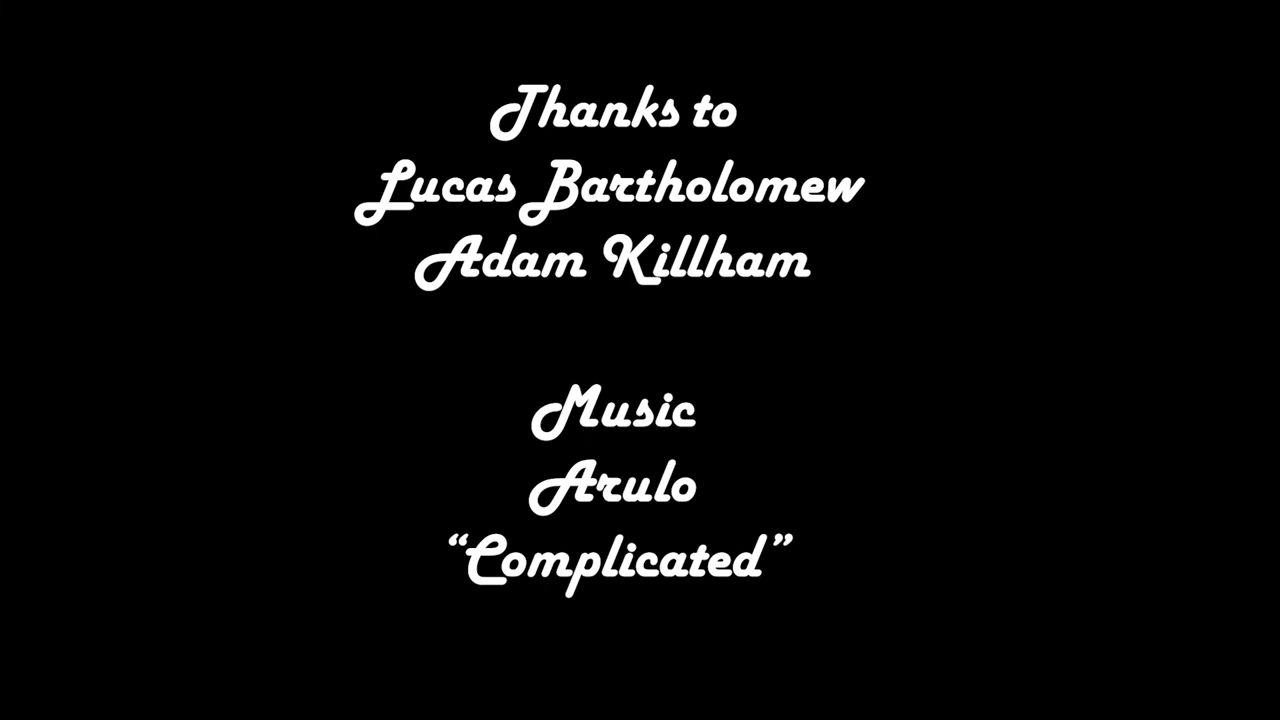 Thanks to
Lucas Bartholomew
Adam Killham
Music
Arulo
“Complicated”